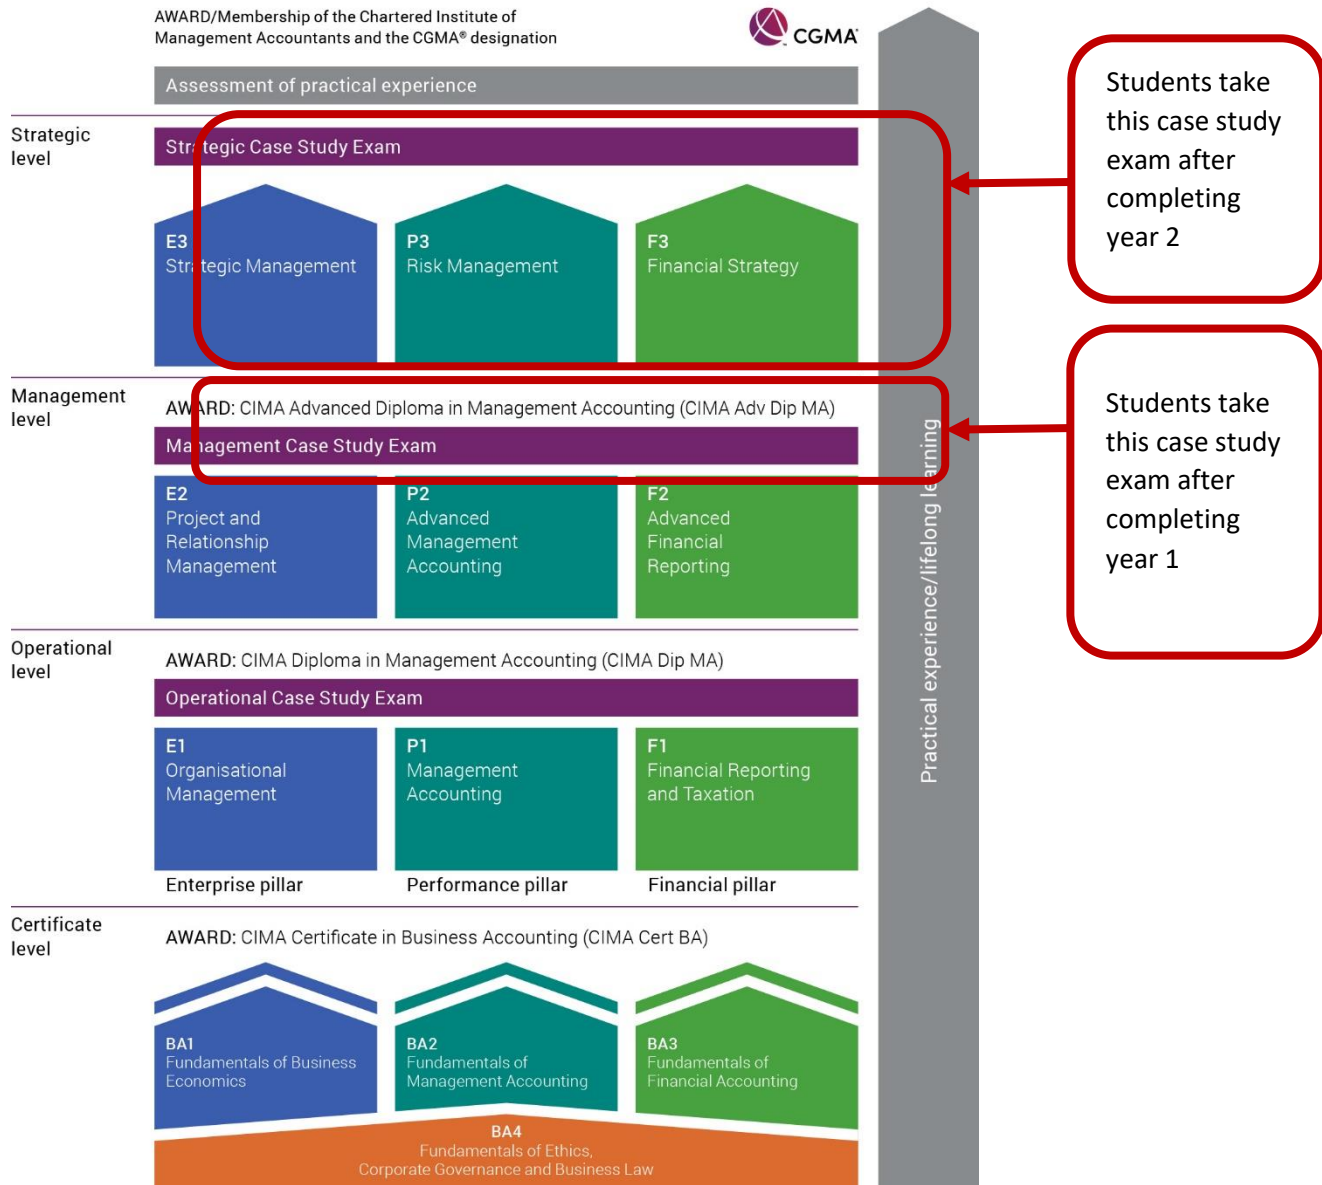 AWARD/Membership of the Chartered Institute of
Management Accountants and the CGMA® designation
CGMA
Assessment of practical experience
Strategic
level
Strategic Case Study Exam
E3
Strategic Management
P3
Risk Management
F3
Financial Strategy
Students take
this case study
exam after
completing
year 2
Management
level
AWARD: CIMA Advanced Diploma in Management Accounting (CIMA Adv Dip MA)
Management Case Study Exam
E2
Project and
Relationship
Management
P2
Advanced
Management
Accounting
F2
Advanced
Financial
Reporting
Students take
this case study
exam after
completing
year 1
Practical experience/lifelong learning
Operational
level
AWARD: CIMA Diploma in Management Accounting (CIMA Dip MA)
Operational Case Study Exam
E1
Organisational
Management
P1
Management
Accounting
F1
Financial Reporting
and Taxation
Enterprise pillar
Performance pillar
Financial pillar
Certificate
level
AWARD: CIMA Certificate in Business Accounting (CIMA Cert BA)
BA1
Fundamentals of Business
Economics
BA2
Fundamentals of
Management Accounting
BA3
Fundamentals of
Financial Accounting
BA4
Fundamentals of Ethics,
Corporate Governance and Business Law